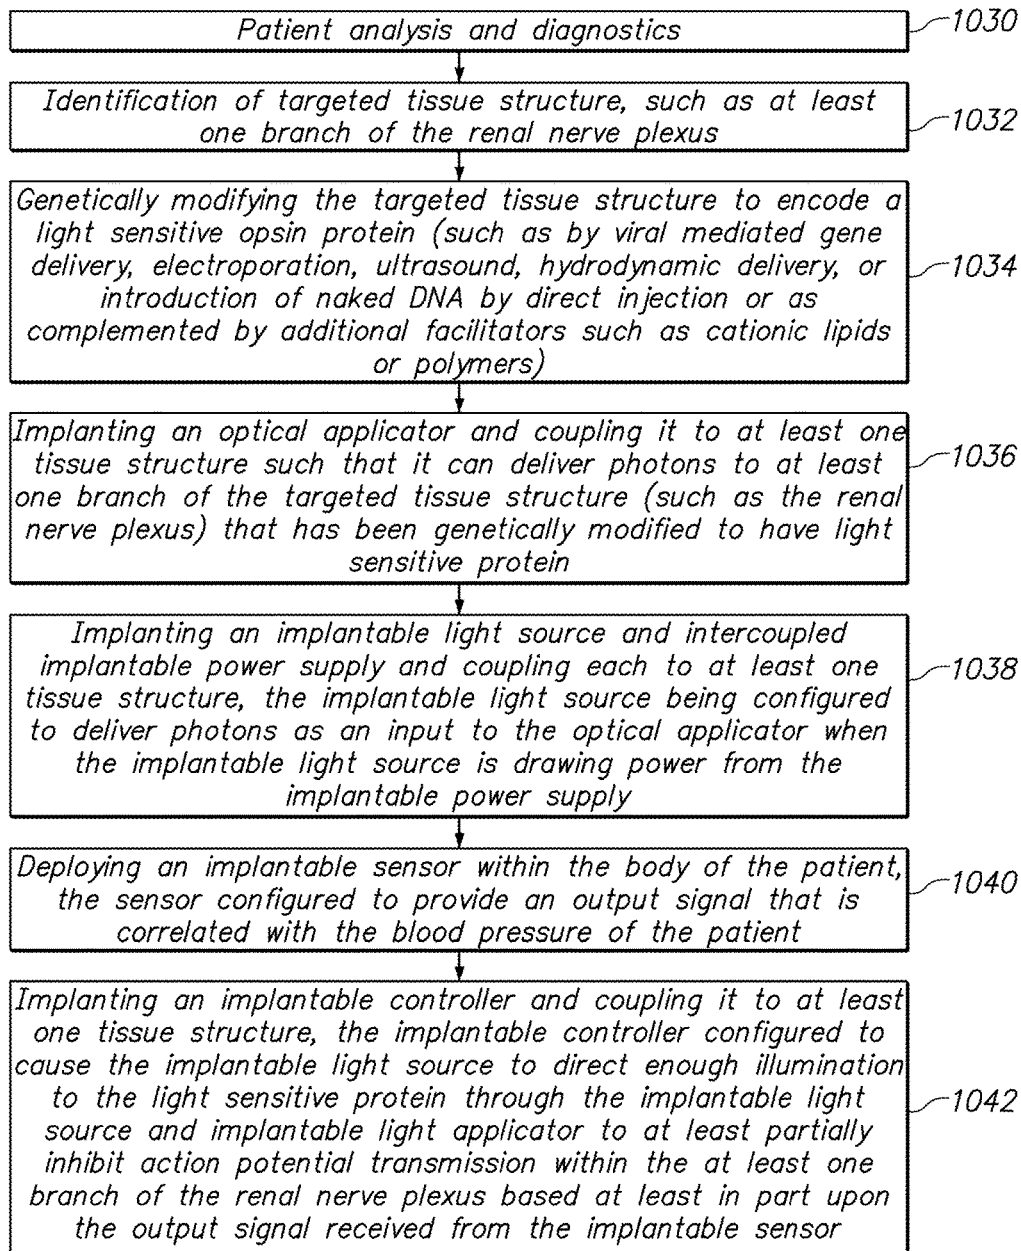 Patient analysis and diagnostics
1030
Identification of targeted tissue structure, such as at least
one branch of the renal nerve plexus
1032
Genetically modifying the targeted tissue structure to encode a
light sensitive opsin protein (such as by viral mediated gene
delivery, electroporation, ultrasound, hydrodynamic delivery, or
introduction of naked DNA by direct injection or as
complemented by additional facilitators such as cationic lipids
or polymers)
1034
Implanting an optical applicator and coupling it to at least one
tissue structure such that it can deliver photons to at least
one branch of the targeted tissue structure (such as the renal
nerve plexus) that has been genetically modified to have light
sensitive protein
1036
Implanting an implantable light source and intercoupled
implantable power supply and coupling each to at least one
tissue structure, the implantable light source being configured
to deliver photons as an input to the optical applicator when
the implantable light source is drawing power from the
implantable power supply
1038
Deploying an implantable sensor within the body of the patient,
the sensor configured to provide an output signal that is
correlated with the blood pressure of the patient
1040
Implanting an implantable controller and coupling it to at least
one tissue structure, the implantable controller configured to
cause the implantable light source to direct enough illumination
to the light sensitive protein through the implantable light
source and implantable light applicator to at least partially
inhibit action potential transmission within the at least one
branch of the renal nerve plexus based at least in part upon
the output signal received from the implantable sensor
1042